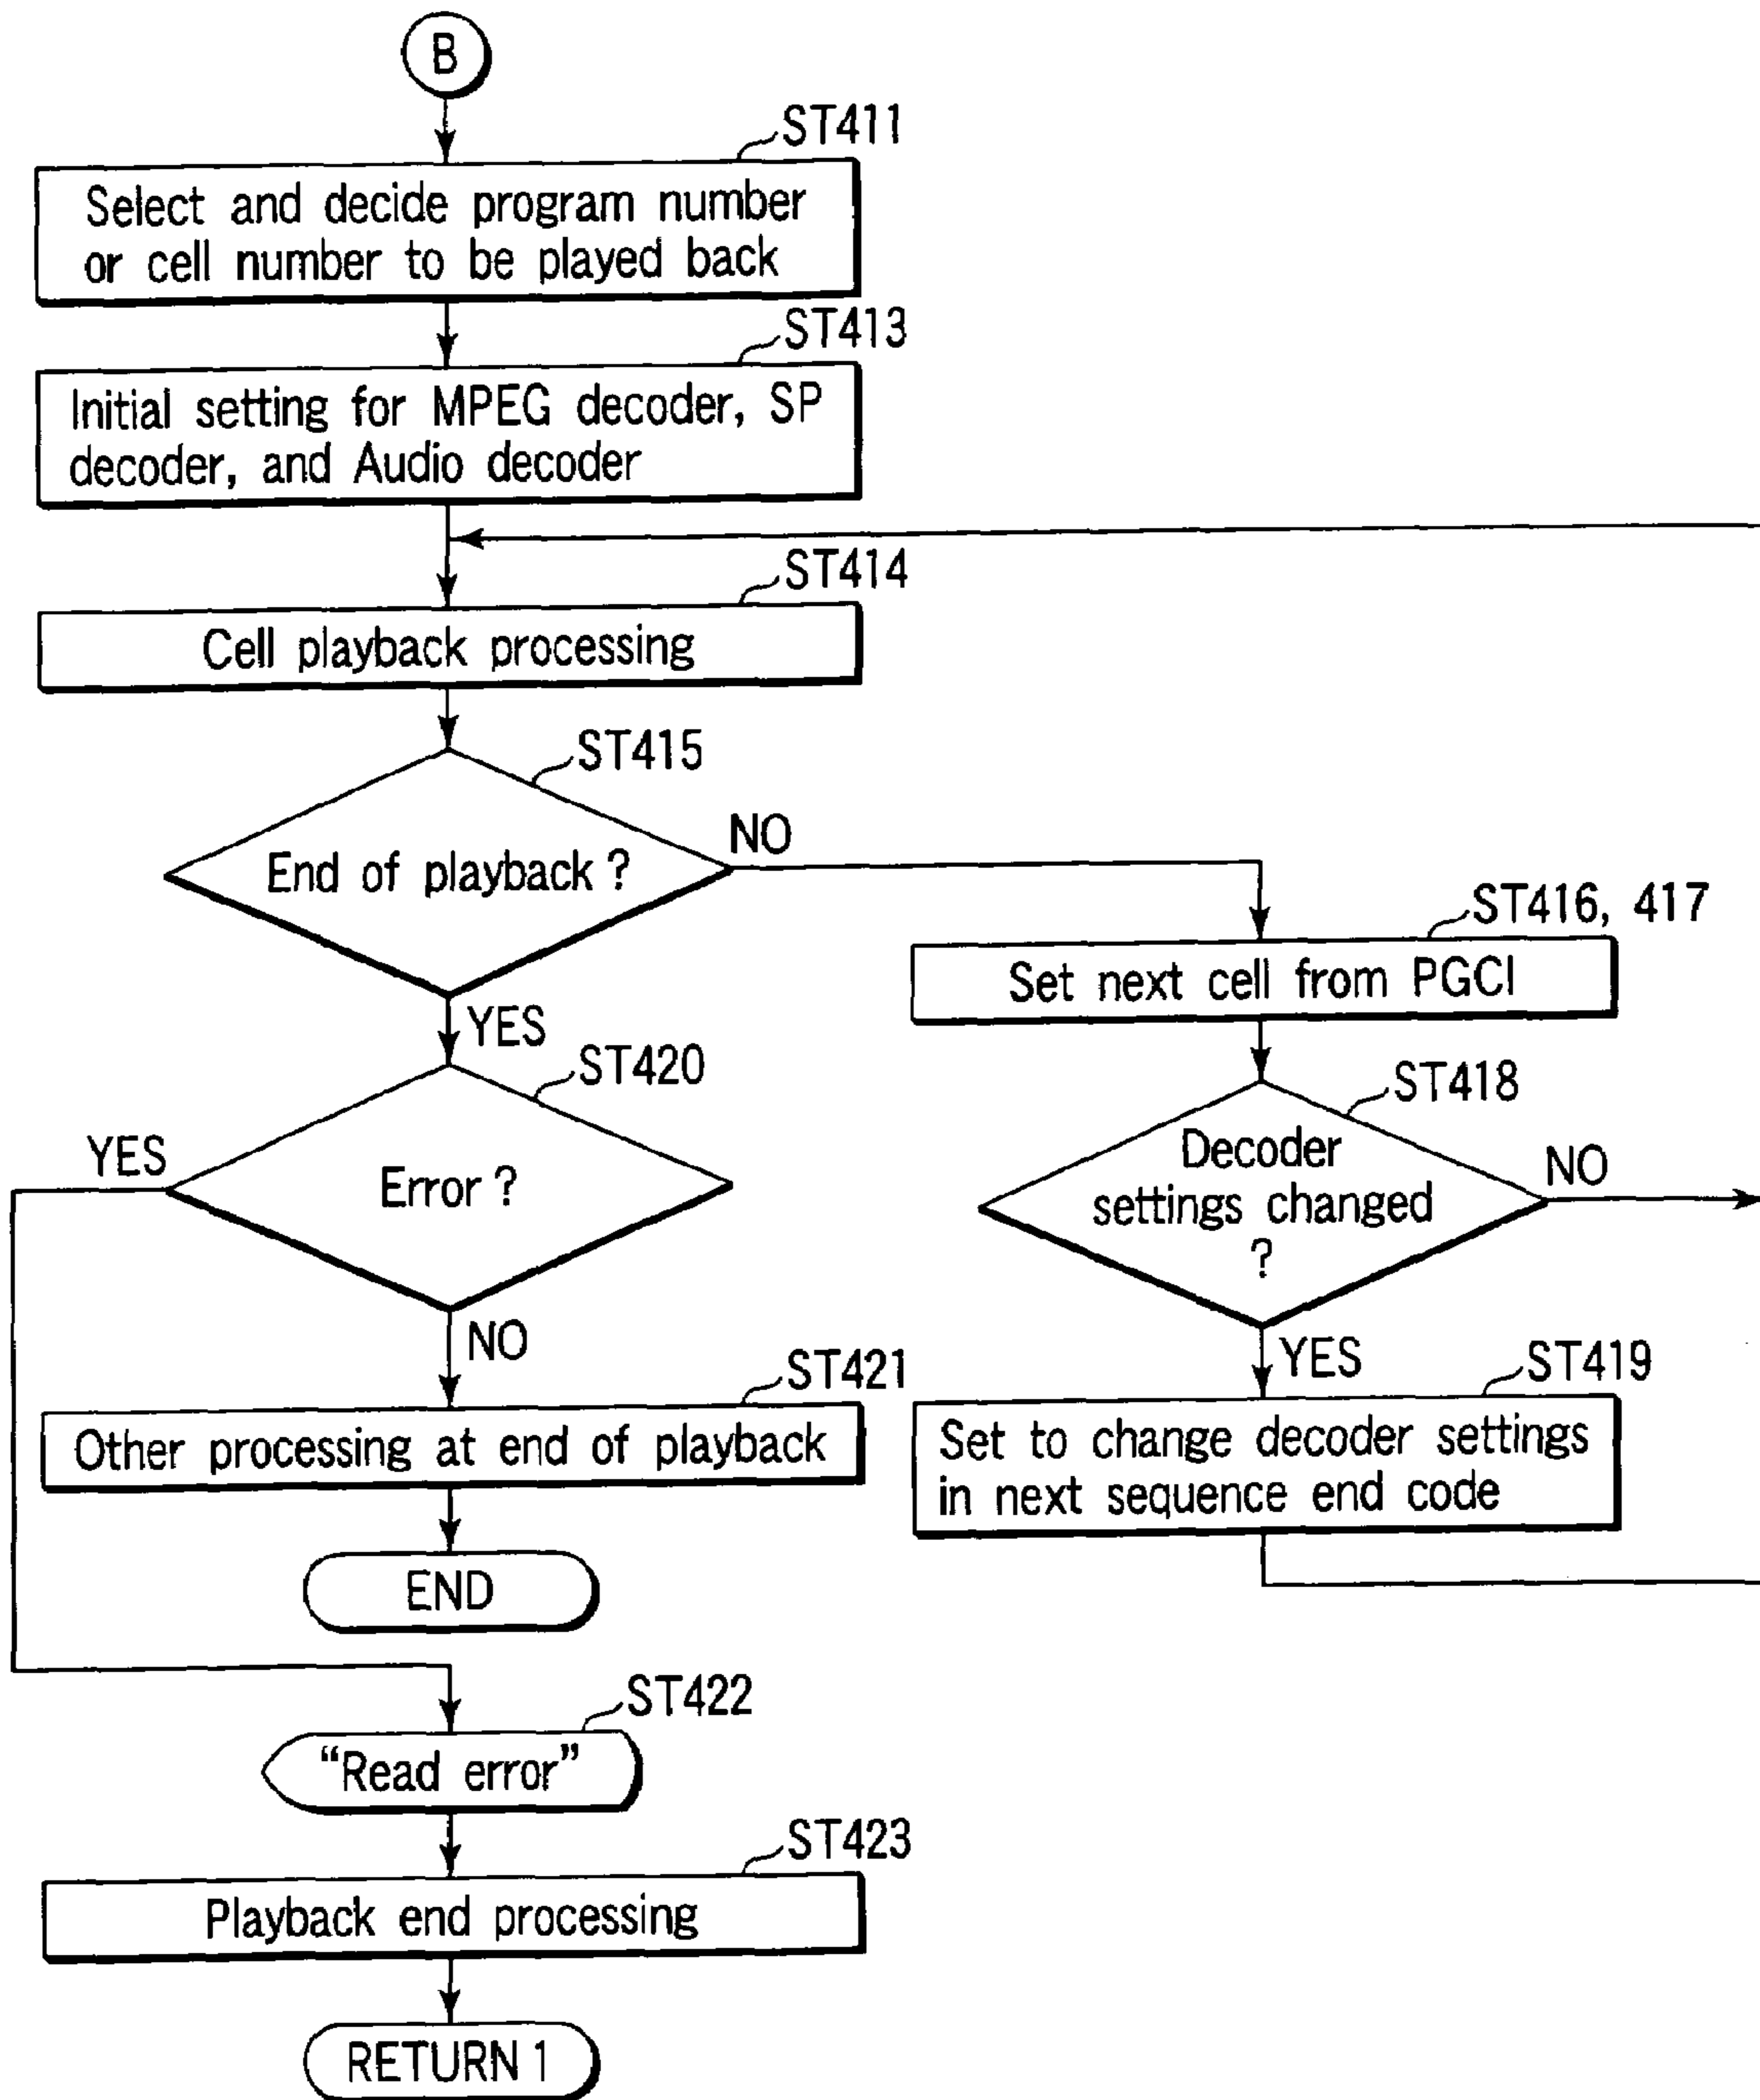 B
ST411
Select and decide program number
or cell number to be played back
ST413
Initial setting for MPEG decoder, SP
decoder, and Audio decoder
ST414
Cell playback processing
ST415
End of playback ?
NO
YES
ST416, 417
Set next cell from PGCI
ST418
Decoder
settings changed
?
NO
YES
ST419
Set to change decoder settings
in next sequence end code
ST420
Error ?
YES
NO
ST421
Other processing at end of playback
END
ST422
“Read error”
ST423
Playback end processing
RETURN 1